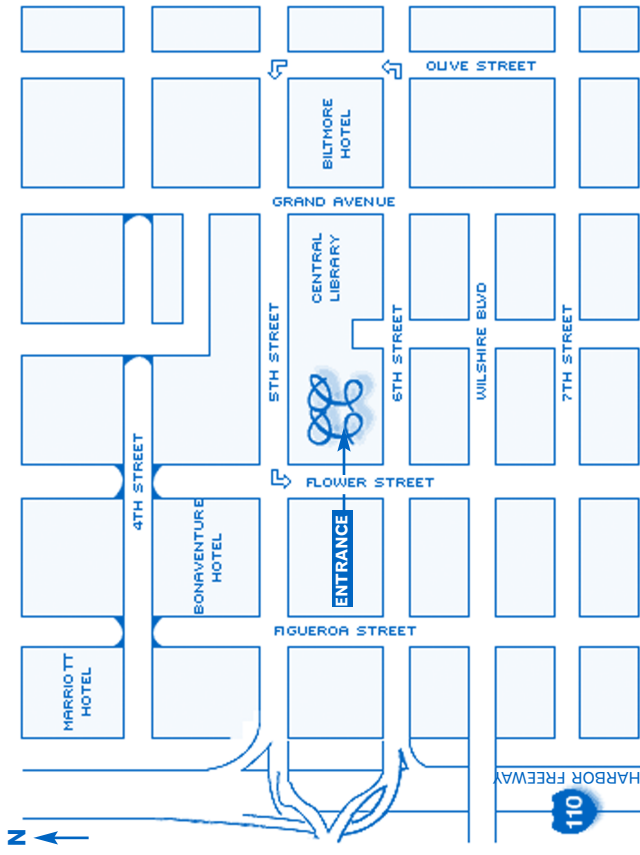 OLIVE STREET
BILTMORE
HOTEL
GRAND AVENUE
CENTRAL
LIBRARY
5TH STREET
6TH STREET
WILSHIRE BLVD
7TH STREET
4TH STREET
FLOWER STREET
BONAVENTURE
HOTEL
ENTRANCE
FIGUEROA STREET
MARRIOTT
HOTEL
HARBOR FREEWAY
110
N